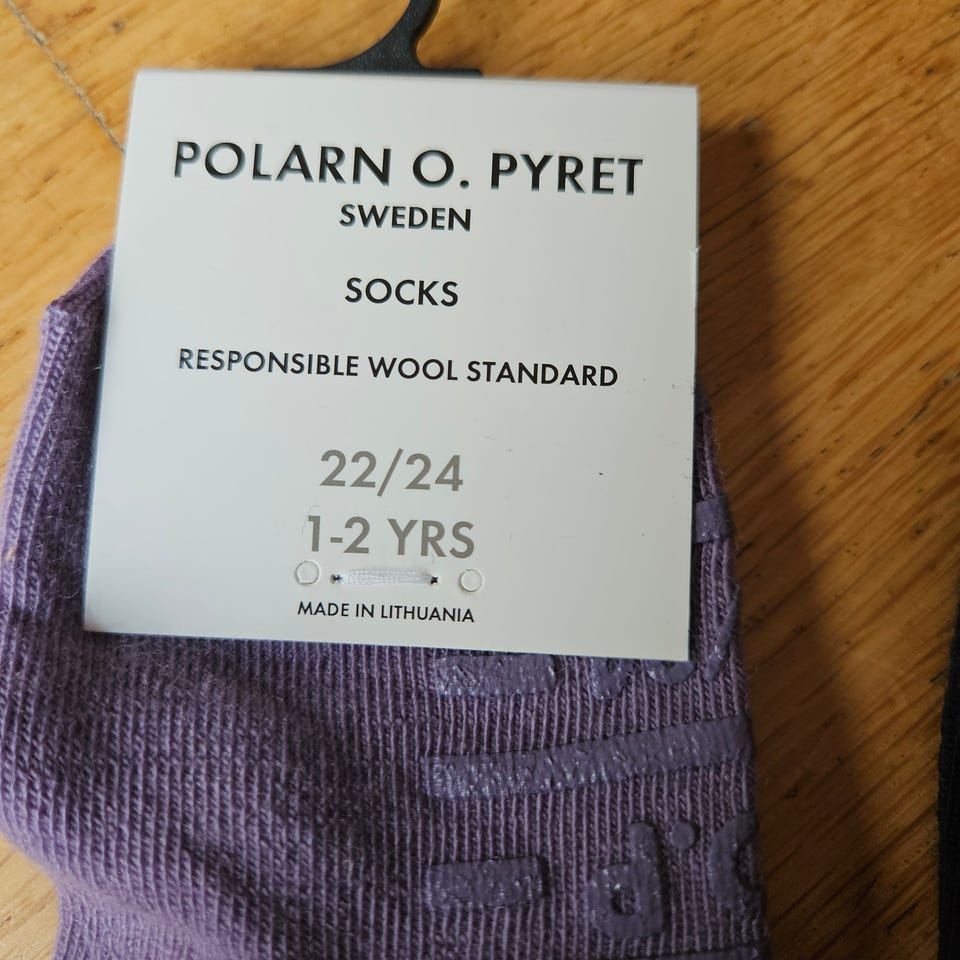 POLARN O. PYRET
SWEDEN
SOCKS
RESPONSIBLE WOOL STANDARD
22/24
1-2 YRS
MADE IN LITHUANIA